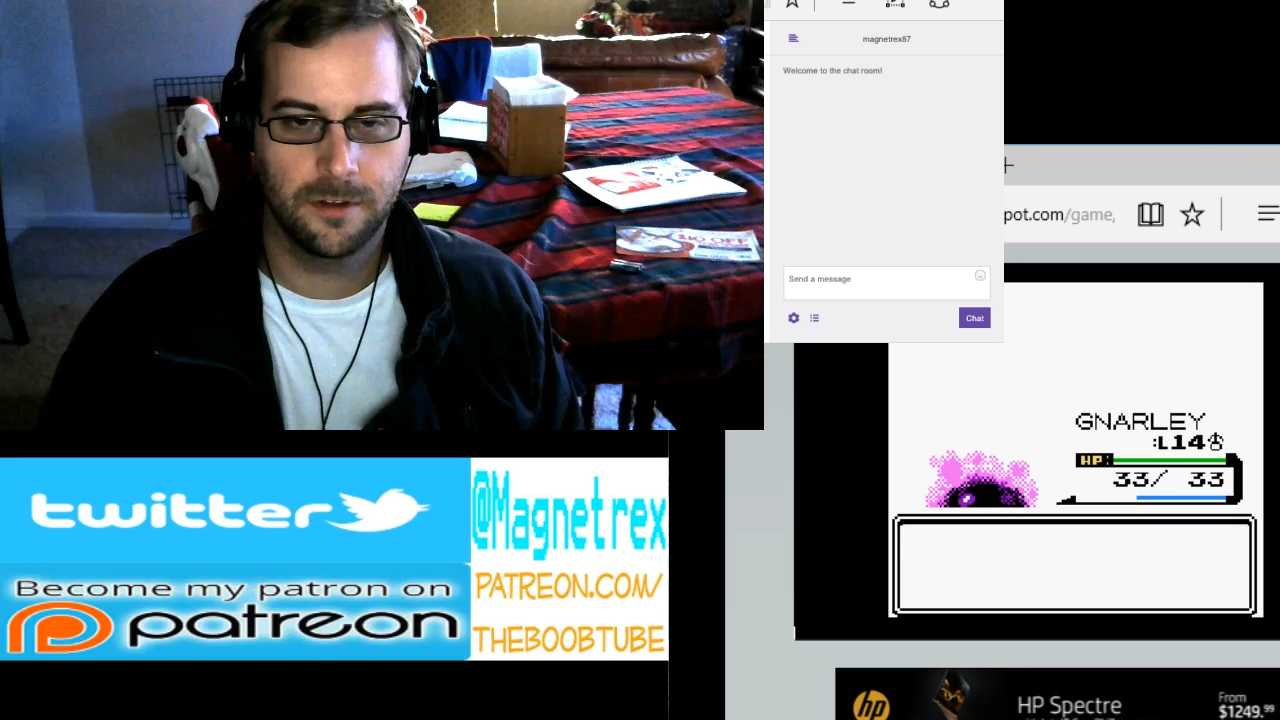 magnetrex87
Welcome to the chat room!
Send a message
Chat
pot.com/game,
GNARLEY
:L14
HP:
33/ 33
twitter
@Magnetrex
Become my patron on
patreon
PATREON.COM/
THEBOOBTUBE
hp
HP Spectre
From
$1249.99